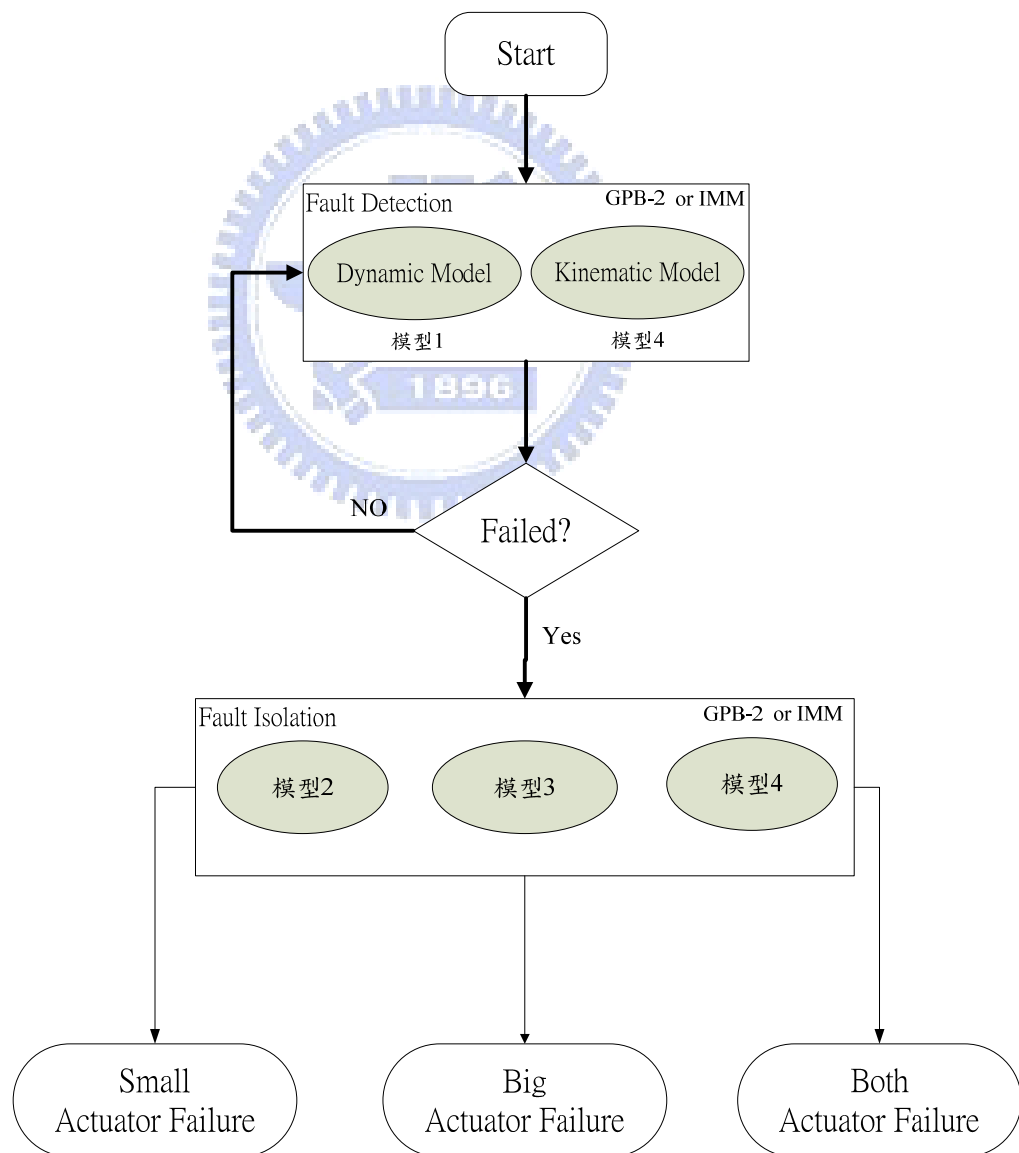 Start
Fault Detection
GPB-2 or IMM
Dynamic Model
Kinematic Model
模型1
模型4
1896
NO
Failed?
Yes
Fault Isolation
GPB-2 or IMM
模型2
模型3
模型4
Small
Actuator Failure
Big
Actuator Failure
Both
Actuator Failure